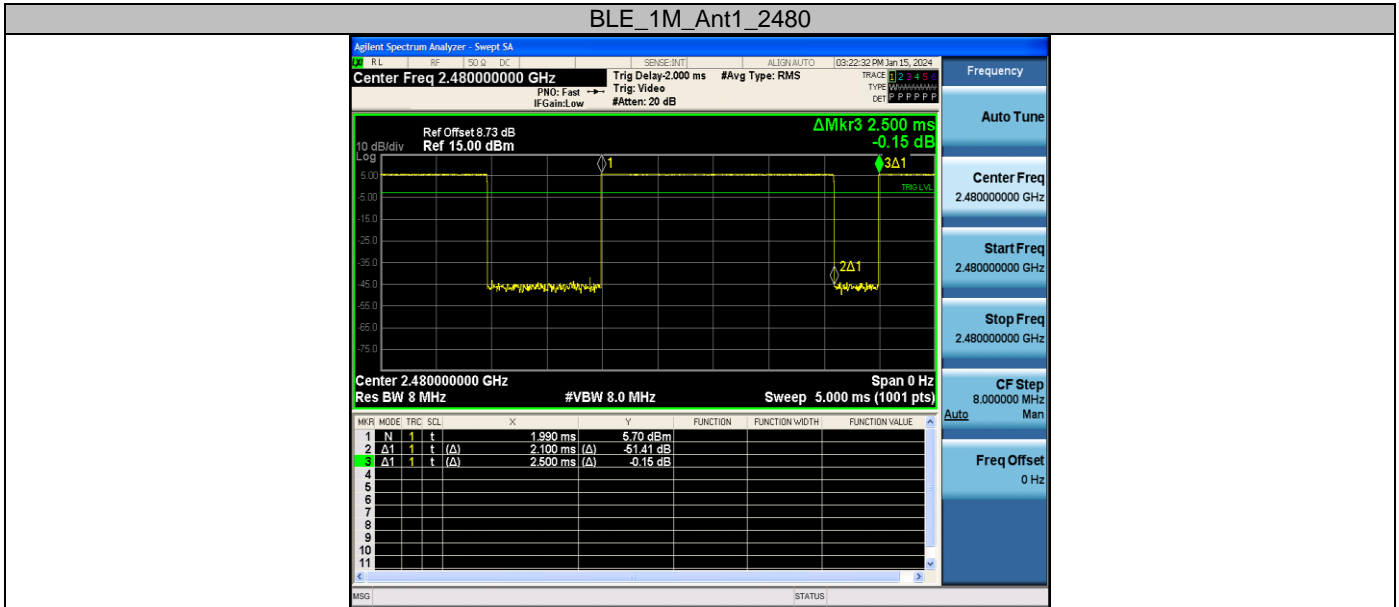 BLE_1M_Ant1_2480
Agilent Spectrum Analyzer - Swept SA
RL RF 50 Ω DC SENSE:INT ALIGNAUTO 03:22:32 PM Jan 15, 2024
Center Freq 2.480000000 GHz Trig Delay-2.000 ms #Avg Type: RMS TRACE 1 2 3 4 5 6
PNO: Fast Trig: Video TYPE
IFGain:Low #Atten: 20 dB DET P P P P P P
Frequency
Auto Tune
Center Freq
2.480000000 GHz
Start Freq
2.480000000 GHz
Stop Freq
2.480000000 GHz
CF Step
8.000000 MHz
Auto Man
Freq Offset
0 Hz
ΔMkr3 2.500 ms
-0.15 dB
Ref Offset 8.73 dB
10 dB/div Ref 15.00 dBm
Log
1
3Δ1
5.00
TRIG LVL
-5.00
-15.0
-25.0
-35.0
2Δ1
-45.0
-55.0
-65.0
-75.0
Center 2.480000000 GHz Span 0 Hz
Res BW 8 MHz #VBW 8.0 MHz Sweep 5.000 ms (1001 pts)
MKR MODE TRC SCL X Y FUNCTION FUNCTION WIDTH FUNCTION VALUE
1 N 1 t 1.990 ms 5.70 dBm
2 Δ1 1 t (Δ) 2.100 ms (Δ) -51.41 dB
3 Δ1 1 t (Δ) 2.500 ms (Δ) -0.15 dB
4
5
6
7
8
9
10
11
MSG STATUS